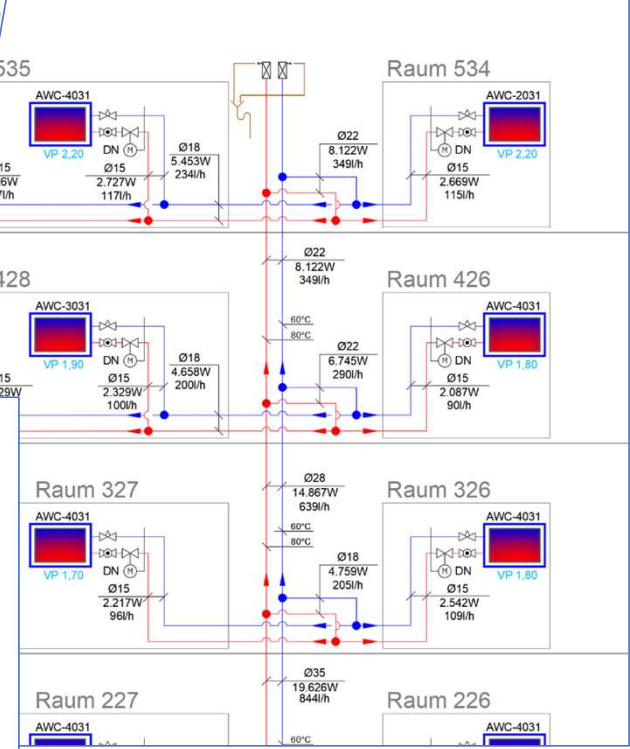 535
Raum 534
AWC-4031
AWC-2031
VP 2,20
DN
M
Ø15
2.727W
117l/h
Ø18
5.453W
234l/h
Ø22
8.122W
349l/h
M
DN
VP 2,20
Ø15
2.669W
115l/h
15
6W
7l/h
Ø22
8.122W
349l/h
428
Raum 426
AWC-3031
AWC-4031
60°C
80°C
VP 1,90
DN
M
Ø15
2.329W
100l/h
Ø18
4.658W
200l/h
Ø22
6.745W
290l/h
M
DN
VP 1,80
Ø15
2.087W
90l/h
15
29W
Ø28
14.867W
639l/h
Raum 327
Raum 326
AWC-4031
AWC-4031
60°C
80°C
VP 1,70
DN
M
Ø15
2.217W
96l/h
Ø18
4.759W
205l/h
M
DN
VP 1,80
Ø15
2.542W
109l/h
Ø35
19.626W
844l/h
Raum 227
Raum 226
AWC-4031
AWC-4031
60°C